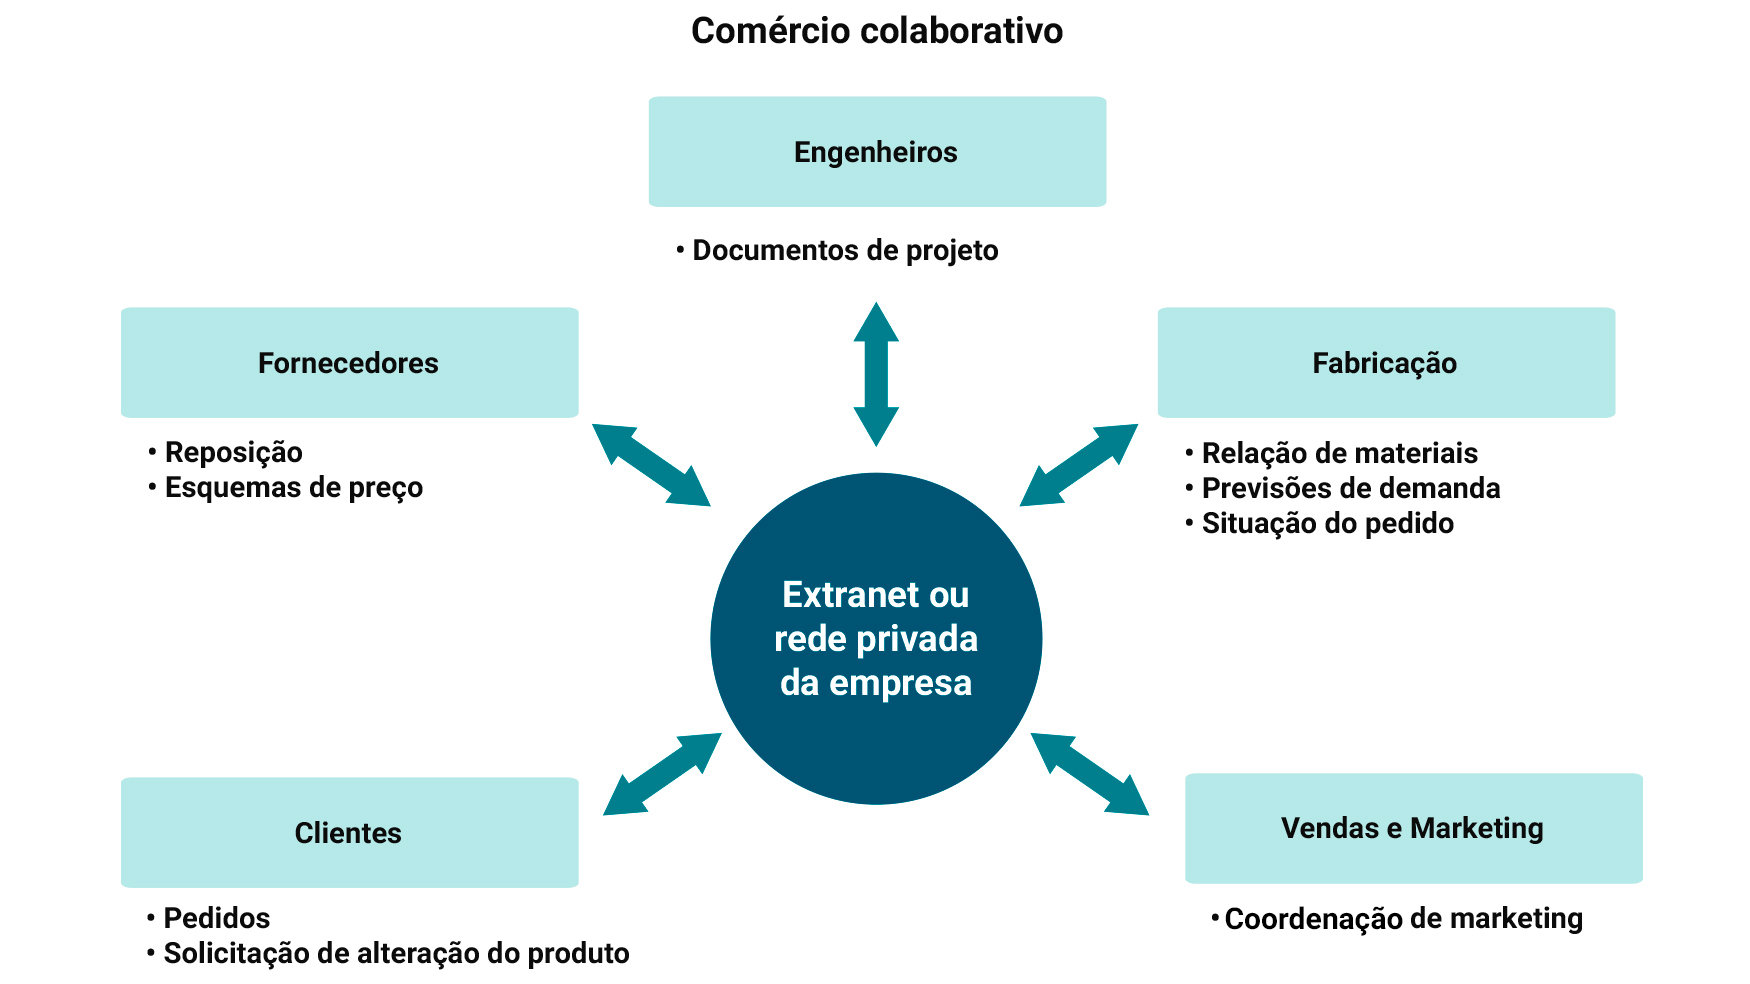 Comércio colaborativo
Engenheiros
• Documentos de projeto
Fornecedores
• Reposição
• Esquemas de preço
Fabricação
• Relação de materiais
• Previsões de demanda
• Situação do pedido
Extranet ou
rede privada
da empresa
Clientes
• Pedidos
• Solicitação de alteração do produto
Vendas e Marketing
• Coordenação de marketing